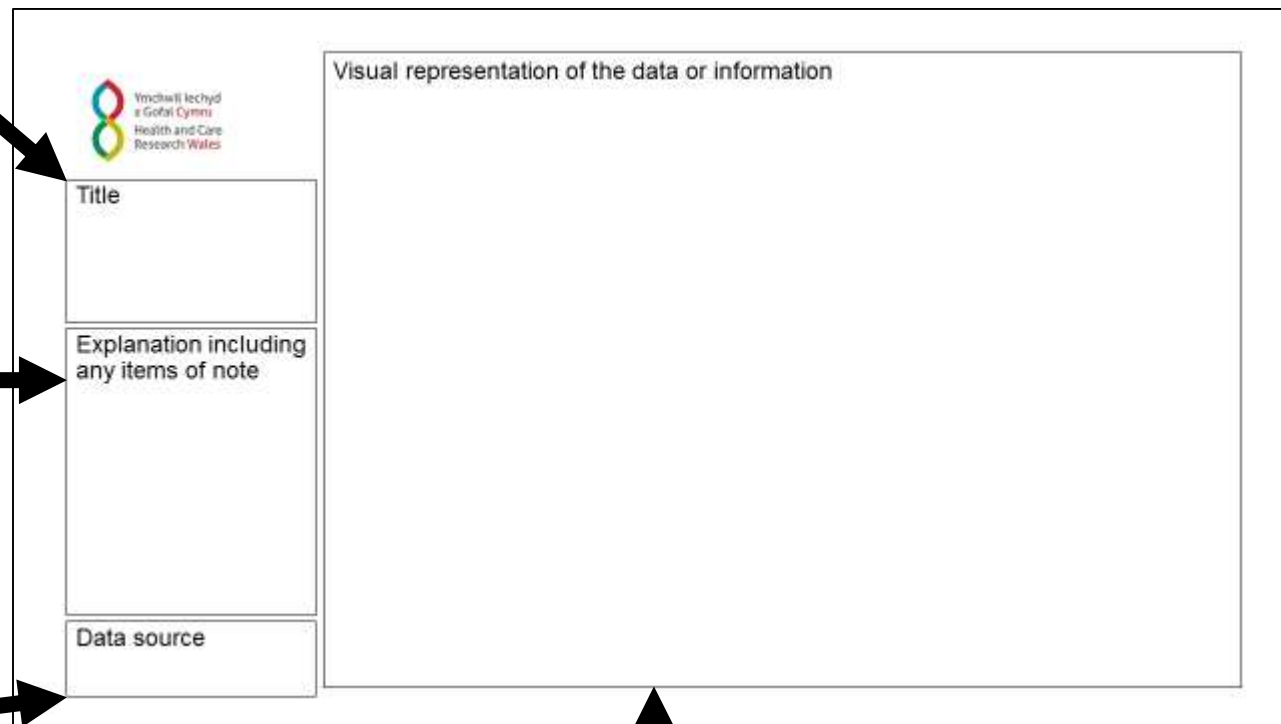 Ymchwil Iechyd
a Gofal Cymru
Health and Care
Research Wales
Title
Explanation including
any items of note
Data source
Visual representation of the data or information